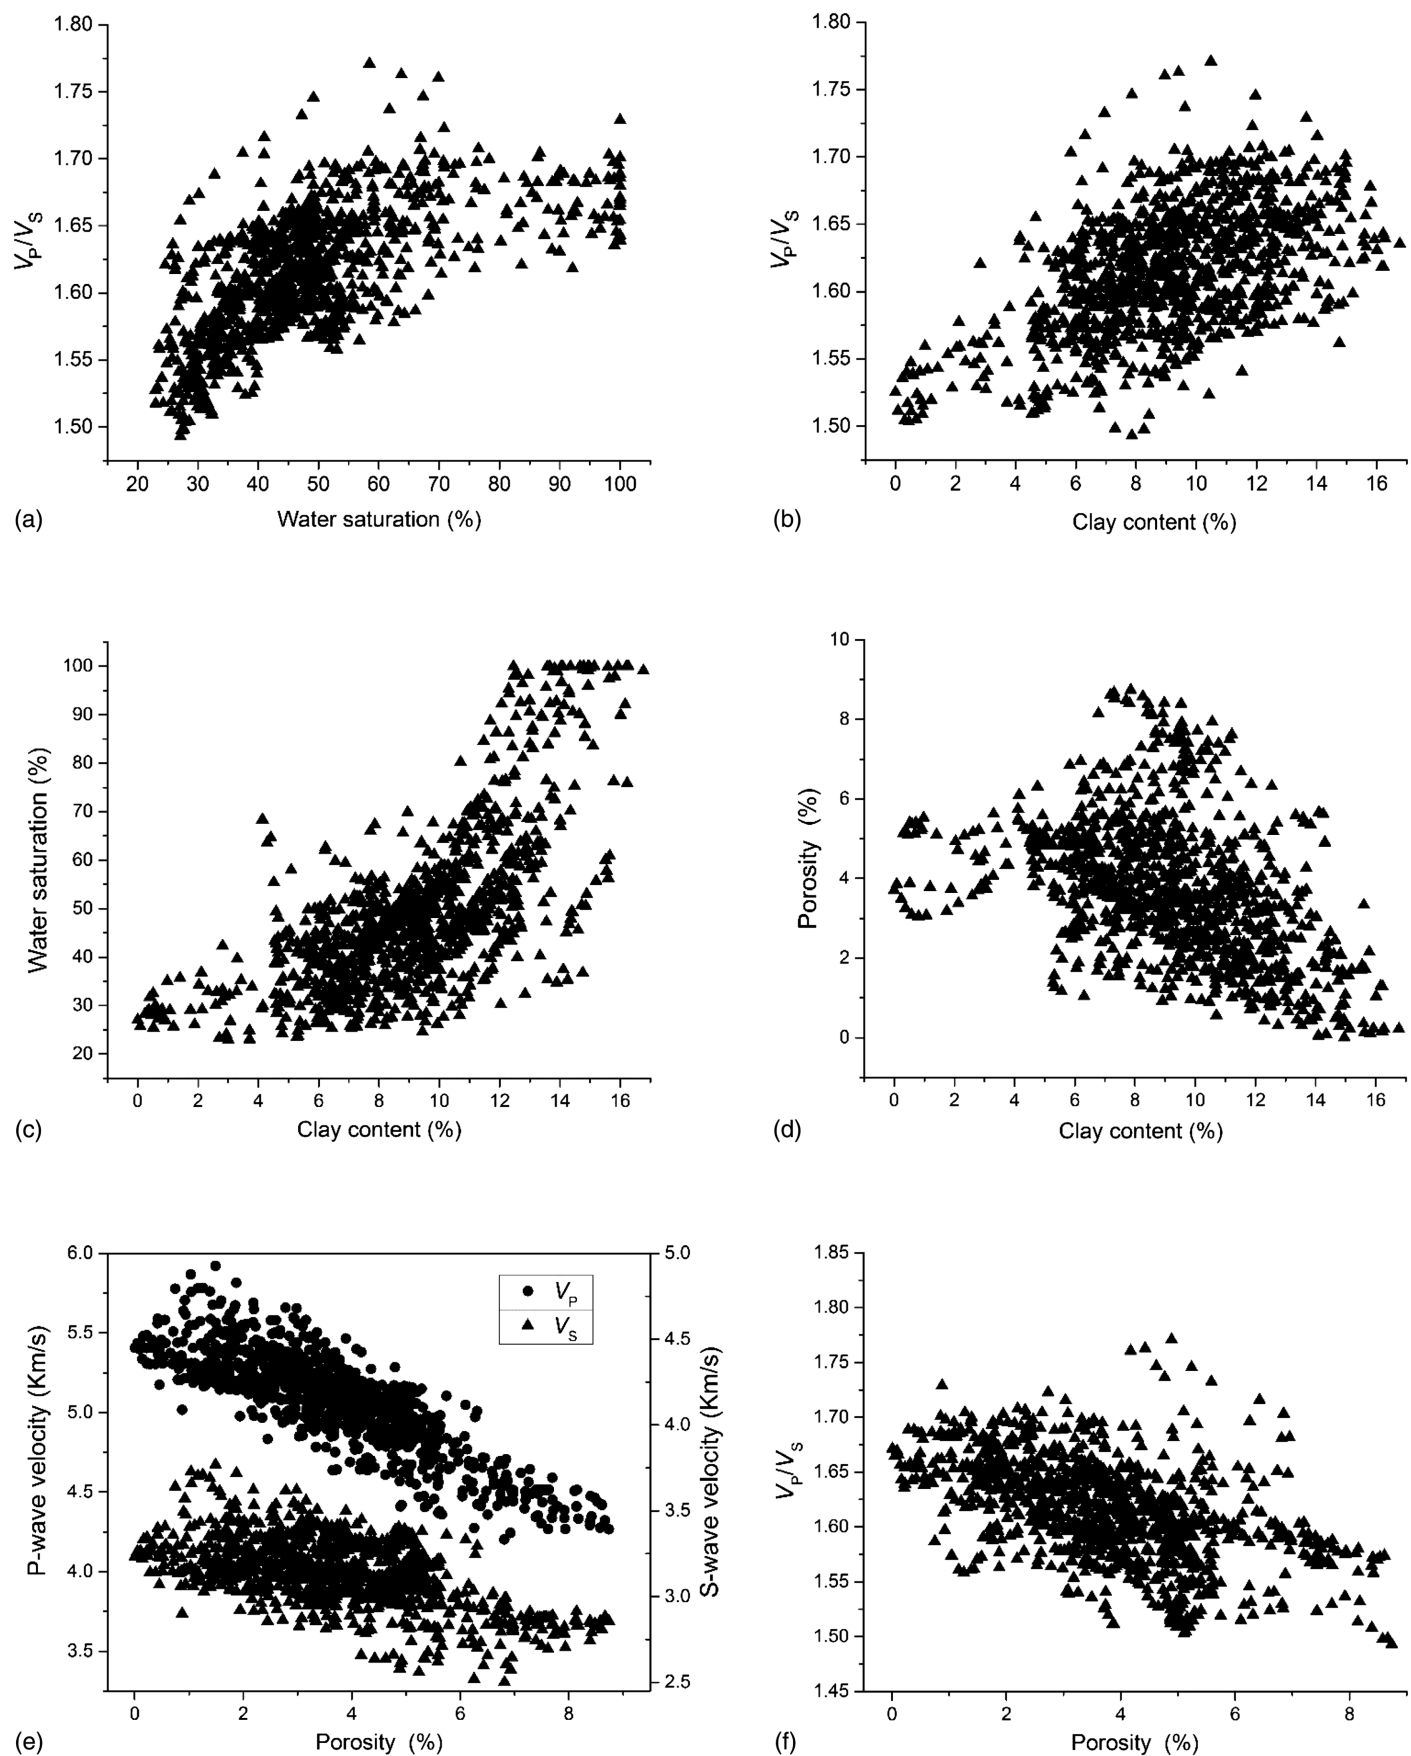 1.80
1.75
1.70
1.65
1.60
1.55
1.50
VP/VS
20 30 40 50 60 70 80 90 100
Water saturation (%)
(a)
1.80
1.75
1.70
1.65
1.60
1.55
1.50
VP/VS
0 2 4 6 8 10 12 14 16
Clay content (%)
(b)
100
90
80
70
60
50
40
30
20
Water saturation (%)
0 2 4 6 8 10 12 14 16
Clay content (%)
(c)
10
8
6
4
2
0
Porosity (%)
0 2 4 6 8 10 12 14 16
Clay content (%)
(d)
6.0
5.5
5.0
4.5
4.0
3.5
P-wave velocity (Km/s)
VP
VS
5.0
4.5
4.0
3.5
3.0
2.5
S-wave velocity (Km/s)
0 2 4 6 8
Porosity (%)
(e)
1.85
1.80
1.75
1.70
1.65
1.60
1.55
1.50
1.45
VP/VS
0 2 4 6 8
Porosity (%)
(f)